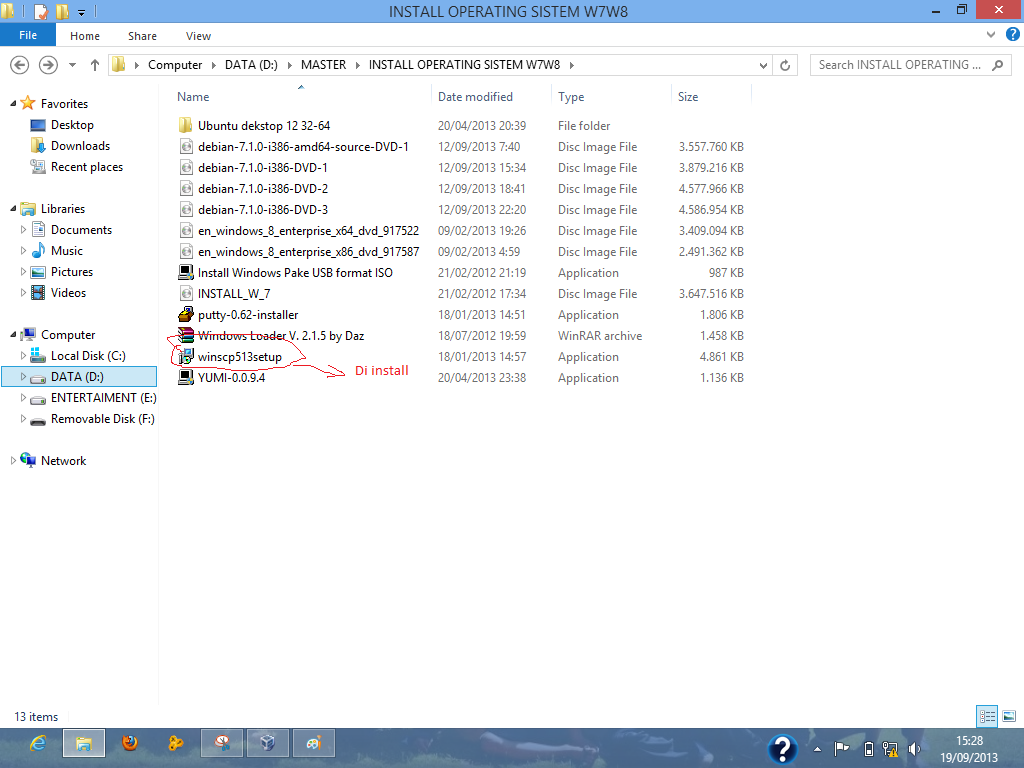 INSTALL OPERATING SISTEM W7W8
File Home Share View
Computer DATA (D:) MASTER INSTALL OPERATING SISTEM W7W8
Search INSTALL OPERATING ...
Name Date modified Type Size
Favorites
Desktop
Downloads
Recent places
Libraries
Documents
Music
Pictures
Videos
Computer
Local Disk (C:)
DATA (D:)
ENTERTAIMENT (E:)
Removable Disk (F:)
Network
Ubuntu dekstop 12 32-64 20/04/2013 20:39 File folder
debian-7.1.0-i386-amd64-source-DVD-1 12/09/2013 7:40 Disc Image File 3.557.760 KB
debian-7.1.0-i386-DVD-1 12/09/2013 15:34 Disc Image File 3.879.216 KB
debian-7.1.0-i386-DVD-2 12/09/2013 18:41 Disc Image File 4.577.966 KB
debian-7.1.0-i386-DVD-3 12/09/2013 22:20 Disc Image File 4.586.954 KB
en_windows_8_enterprise_x64_dvd_917522 09/02/2013 19:26 Disc Image File 3.409.094 KB
en_windows_8_enterprise_x86_dvd_917587 09/02/2013 4:59 Disc Image File 2.491.362 KB
Install Windows Pake USB format ISO 21/02/2012 21:19 Application 987 KB
INSTALL_W_7 21/02/2012 17:34 Disc Image File 3.647.516 KB
putty-0.62-installer 18/01/2013 14:51 Application 1.806 KB
Windows Loader V. 2.1.5 by Daz 18/07/2012 19:59 WinRAR archive 1.458 KB
winscp513setup 18/01/2013 14:57 Application 4.861 KB
Di install
YUMI-0.0.9.4 20/04/2013 23:38 Application 1.136 KB
13 items
15:28
19/09/2013